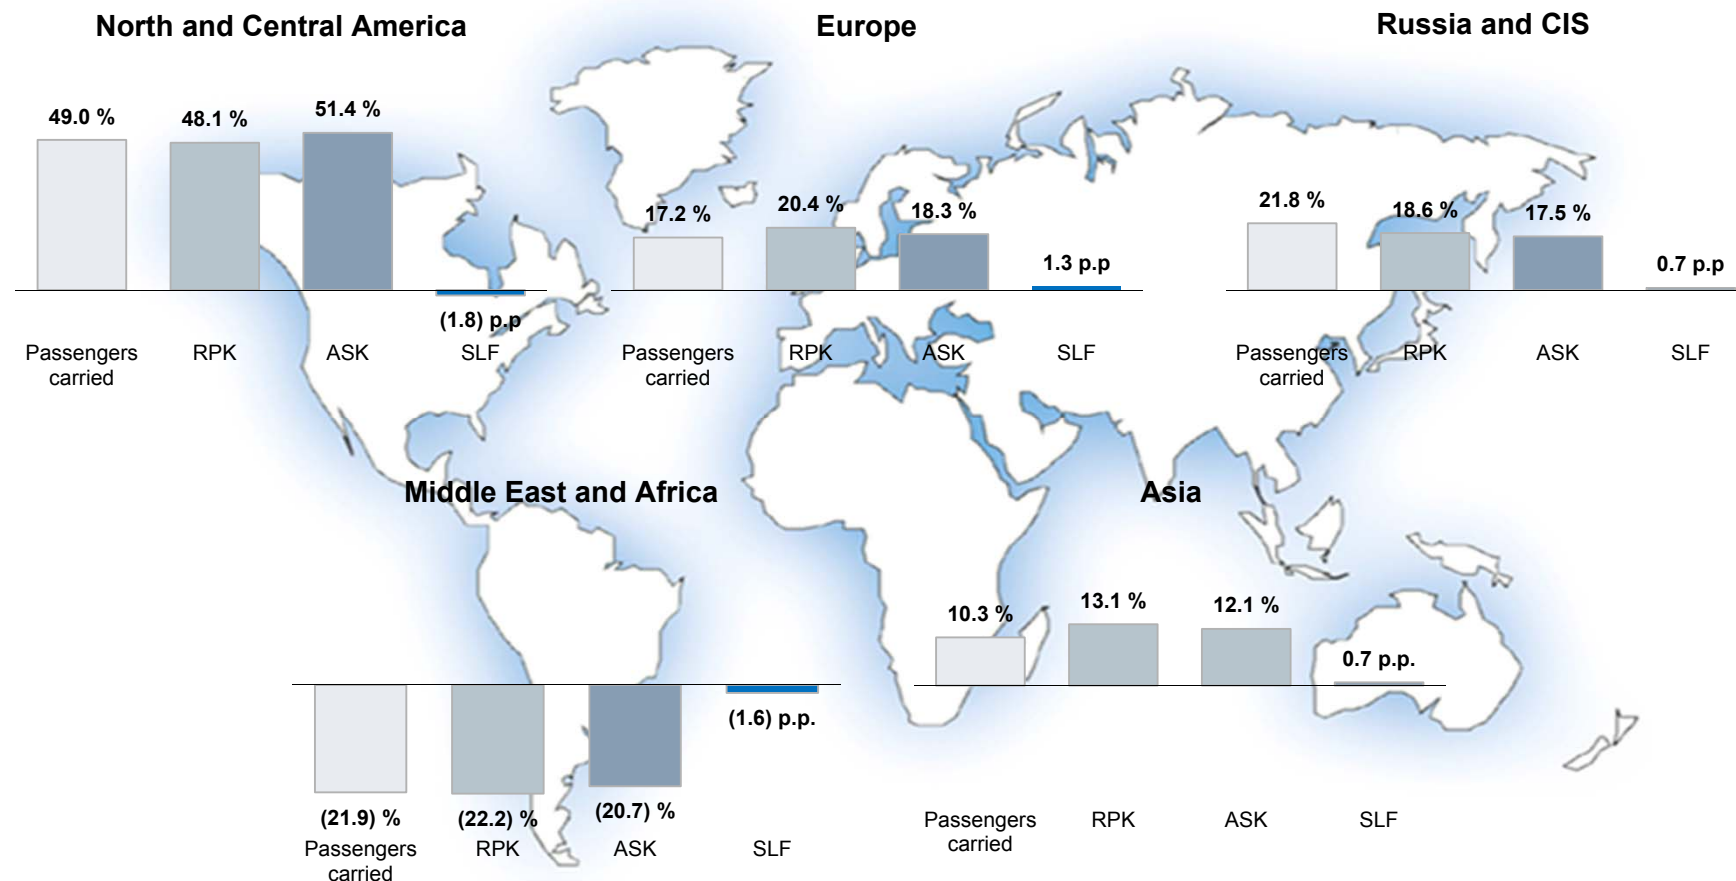 North and Central America
49.0 %
48.1 %
51.4 %
(1.8) p.p
Passengers
carried
RPK
ASK
SLF
Europe
17.2 %
20.4 %
18.3 %
1.3 p.p
Passengers
carried
RPK
ASK
SLF
Russia and CIS
21.8 %
18.6 %
17.5 %
0.7 p.p
Passengers
carried
RPK
ASK
SLF
Middle East and Africa
(21.9) %
(22.2) %
(20.7) %
(1.6) p.p.
Passengers
carried
RPK
ASK
SLF
Asia
10.3 %
13.1 %
12.1 %
0.7 p.p.
Passengers
carried
RPK
ASK
SLF